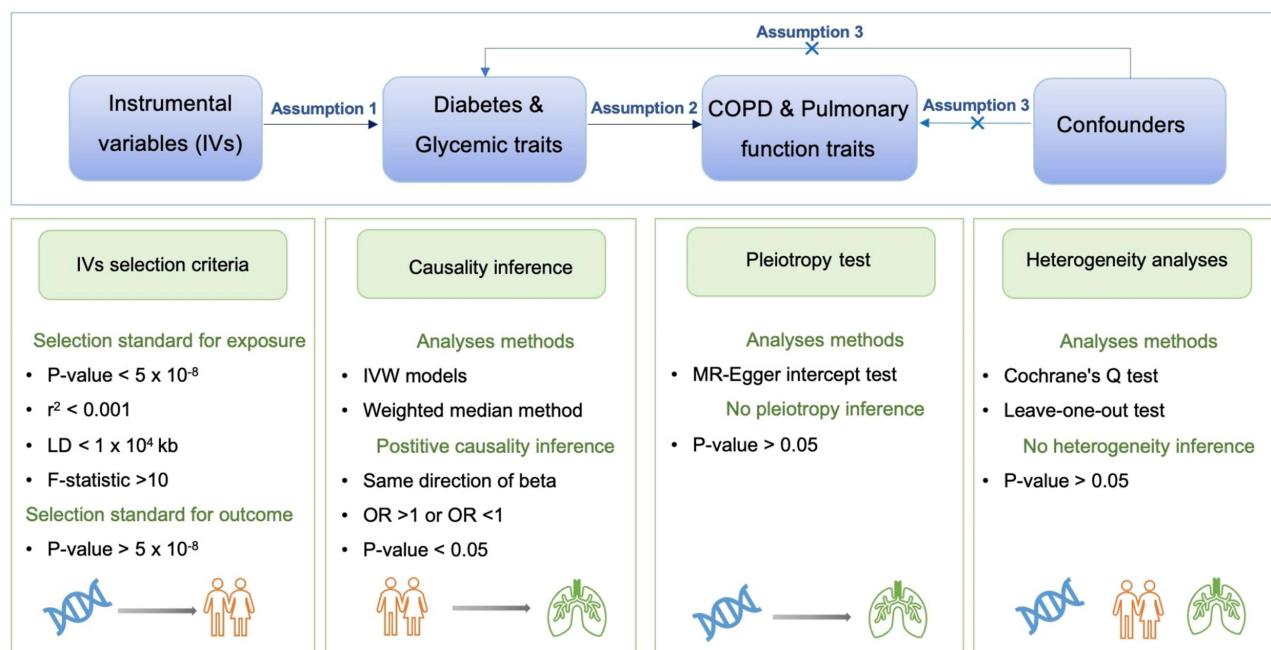 Assumption 3
Instrumental
variables (IVs)
Assumption 1
Diabetes &
Glycemic traits
Assumption 2
COPD & Pulmonary
function traits
Assumption 3
Confounders
IVs selection criteria
Selection standard for exposure
• P-value < 5 x 10⁻⁸
• r² < 0.001
• LD < 1 x 10⁴ kb
• F-statistic >10
Selection standard for outcome
• P-value > 5 x 10⁻⁸
Causality inference
Analyses methods
• IVW models
• Weighted median method
Postitive causality inference
• Same direction of beta
• OR >1 or OR <1
• P-value < 0.05
Pleiotropy test
Analyses methods
• MR-Egger intercept test
No pleiotropy inference
• P-value > 0.05
Heterogeneity analyses
Analyses methods
• Cochrane's Q test
• Leave-one-out test
No heterogeneity inference
• P-value > 0.05